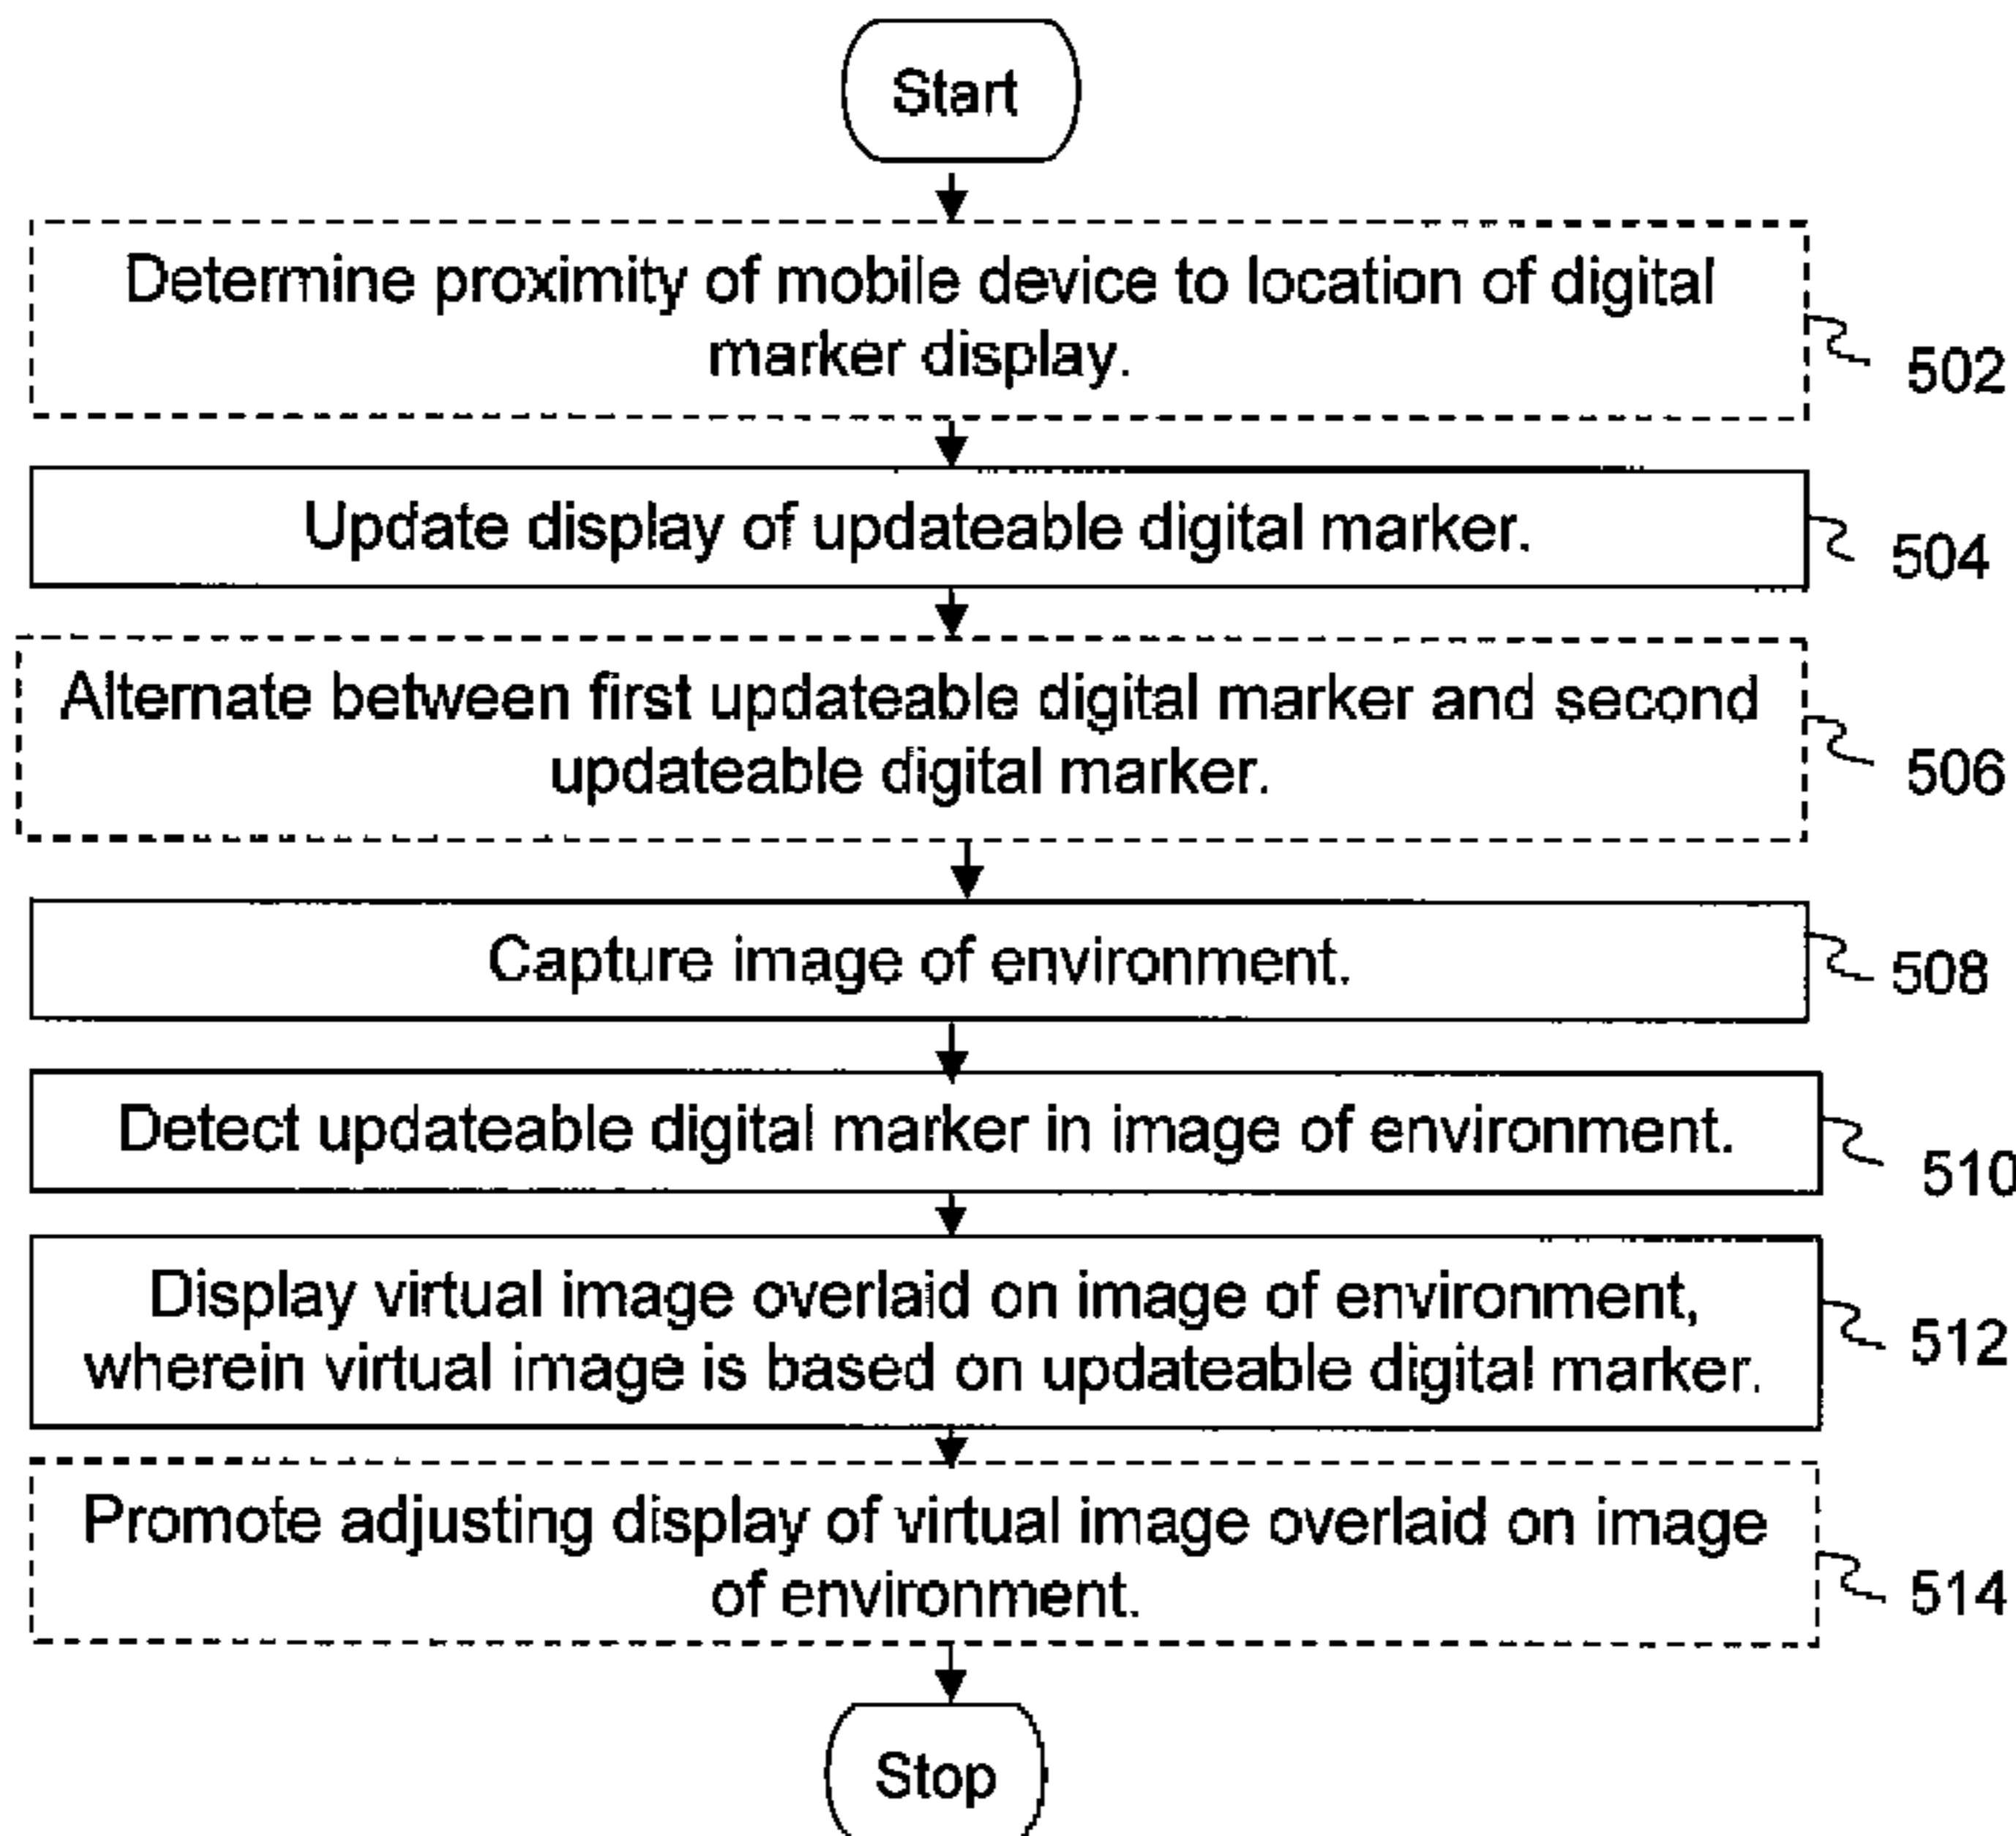 Start
Determine proximity of mobile device to location of digital
marker display.
502
Update display of updateable digital marker.
504
Alternate between first updateable digital marker and second
updateable digital marker.
506
Capture image of environment.
508
Detect updateable digital marker in image of environment.
510
Display virtual image overlaid on image of environment,
wherein virtual image is based on updateable digital marker.
512
Promote adjusting display of virtual image overlaid on image
of environment.
514
Stop